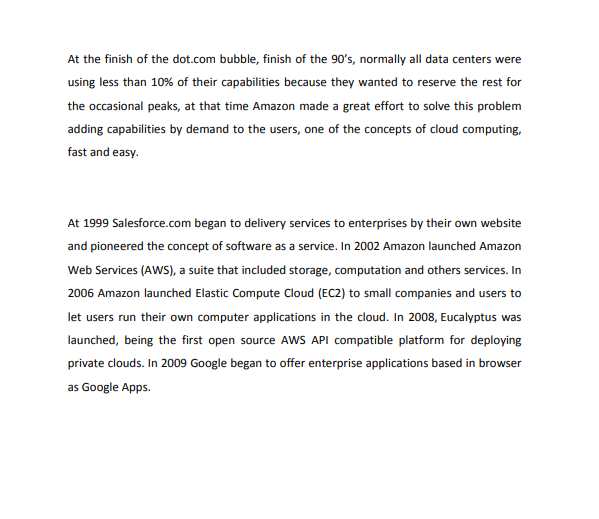 At the finish of the dot.com bubble, finish of the 90’s, normally all data centers were
using less than 10% of their capabilities because they wanted to reserve the rest for
the occasional peaks, at that time Amazon made a great effort to solve this problem
adding capabilities by demand to the users, one of the concepts of cloud computing,
fast and easy.
At 1999 Salesforce.com began to delivery services to enterprises by their own website
and pioneered the concept of software as a service. In 2002 Amazon launched Amazon
Web Services (AWS), a suite that included storage, computation and others services. In
2006 Amazon launched Elastic Compute Cloud (EC2) to small companies and users to
let users run their own computer applications in the cloud. In 2008, Eucalyptus was
launched, being the first open source AWS API compatible platform for deploying
private clouds. In 2009 Google began to offer enterprise applications based in browser
as Google Apps.